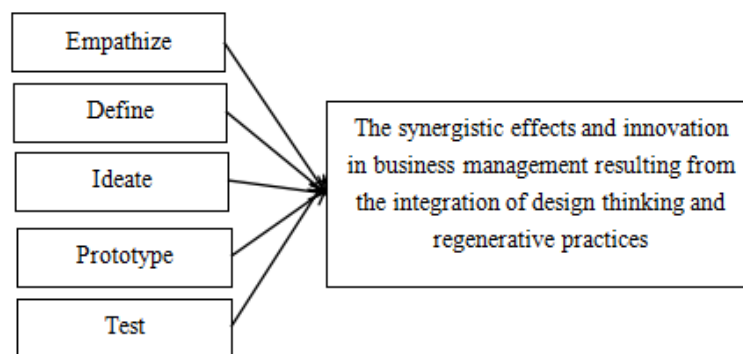 Empathize
Define
Ideate
Prototype
Test
The synergistic effects and innovation
in business management resulting from
the integration of design thinking and
regenerative practices